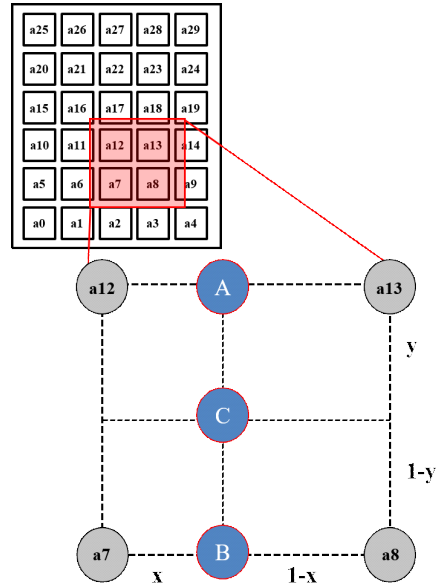 a25 a26 a27 a28 a29
a20 a21 a22 a23 a24
a15 a16 a17 a18 a19
a10 a11 a12 a13 a14
a5 a6 a7 a8 a9
a0 a1 a2 a3 a4
a12 A a13
y
C
1-y
a7 B a8
x 1-x